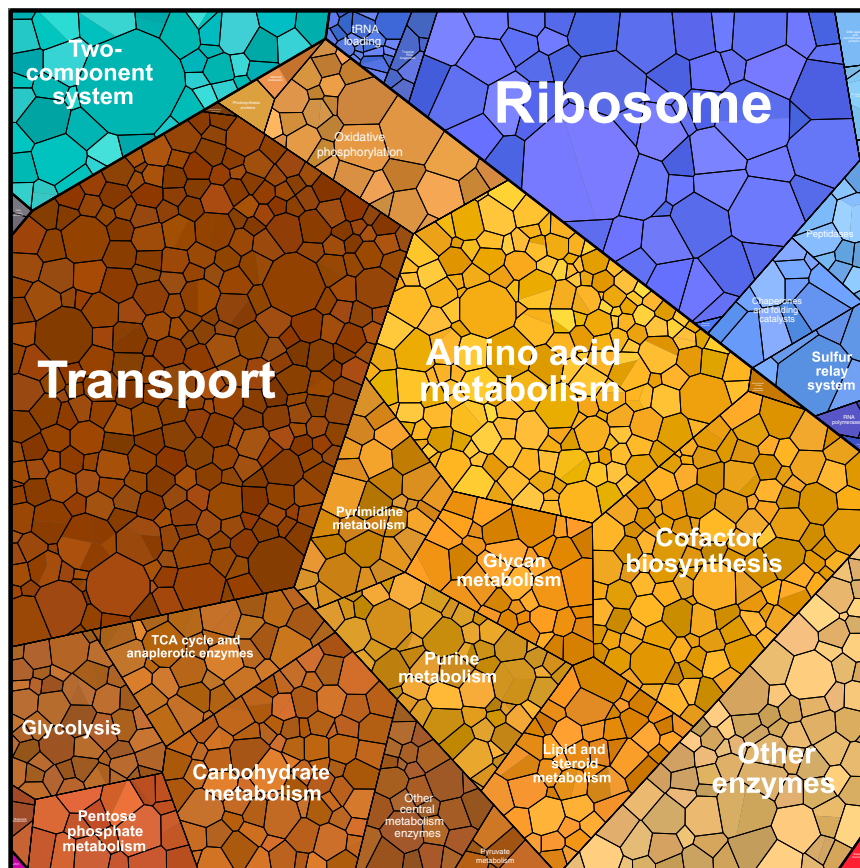 Two-
component
system
tRNA
loading
Ribosome
Oxidative
phosphorylation
Peptidases
Chaperones
and folding
catalysts
Sulfur
relay
system
RNA
polymerase
Transport
Amino acid
metabolism
Pyrimidine
metabolism
Glycan
metabolism
Cofactor
biosynthesis
TCA cycle and
anaplerotic enzymes
Purine
metabolism
Glycolysis
Carbohydrate
metabolism
Lipid and
steroid
metabolism
Other
enzymes
Pentose
phosphate
metabolism
Other
central
metabolism
enzymes
Pyruvate
metabolism